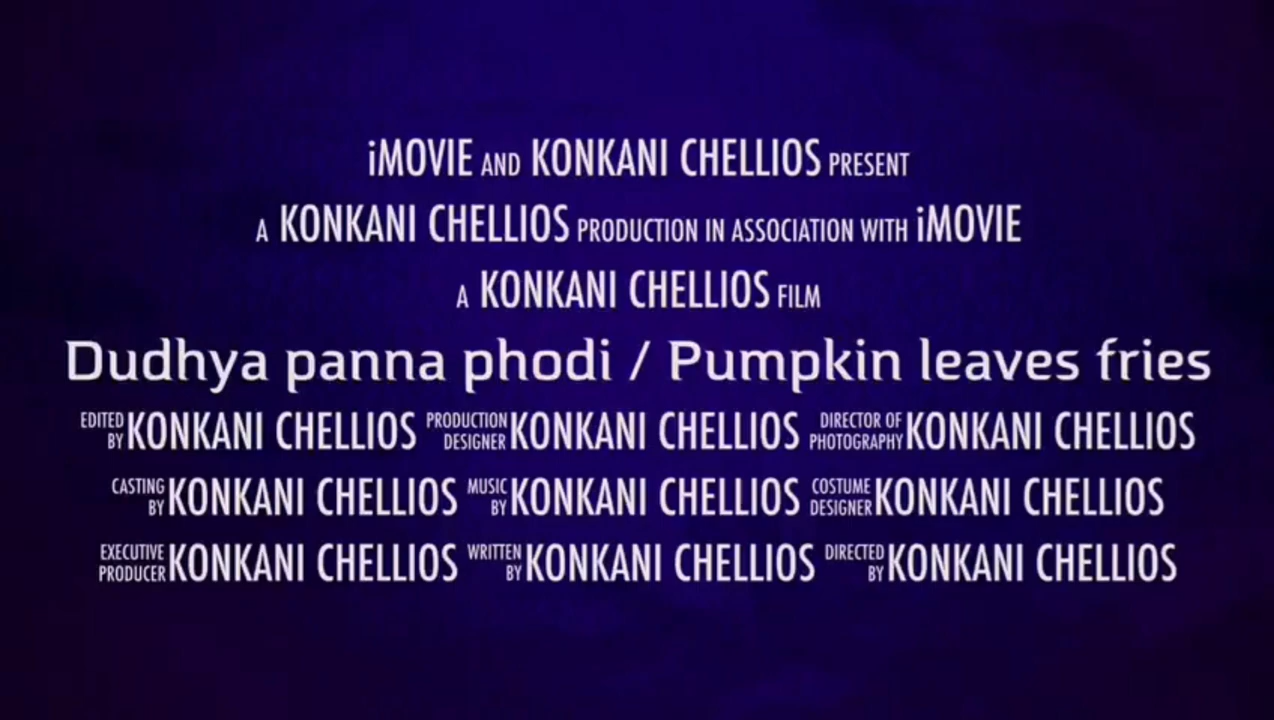 iMOVIE AND KONKANI CHELLIOS PRESENT
A KONKANI CHELLIOS PRODUCTION IN ASSOCIATION WITH iMOVIE
A KONKANI CHELLIOS FILM
Dudhya panna phodi / Pumpkin leaves fries
EDITED BY KONKANI CHELLIOS PRODUCTION DESIGNER KONKANI CHELLIOS DIRECTOR OF PHOTOGRAPHY KONKANI CHELLIOS
CASTING BY KONKANI CHELLIOS MUSIC BY KONKANI CHELLIOS COSTUME DESIGNER KONKANI CHELLIOS
EXECUTIVE PRODUCER KONKANI CHELLIOS WRITTEN BY KONKANI CHELLIOS DIRECTED BY KONKANI CHELLIOS